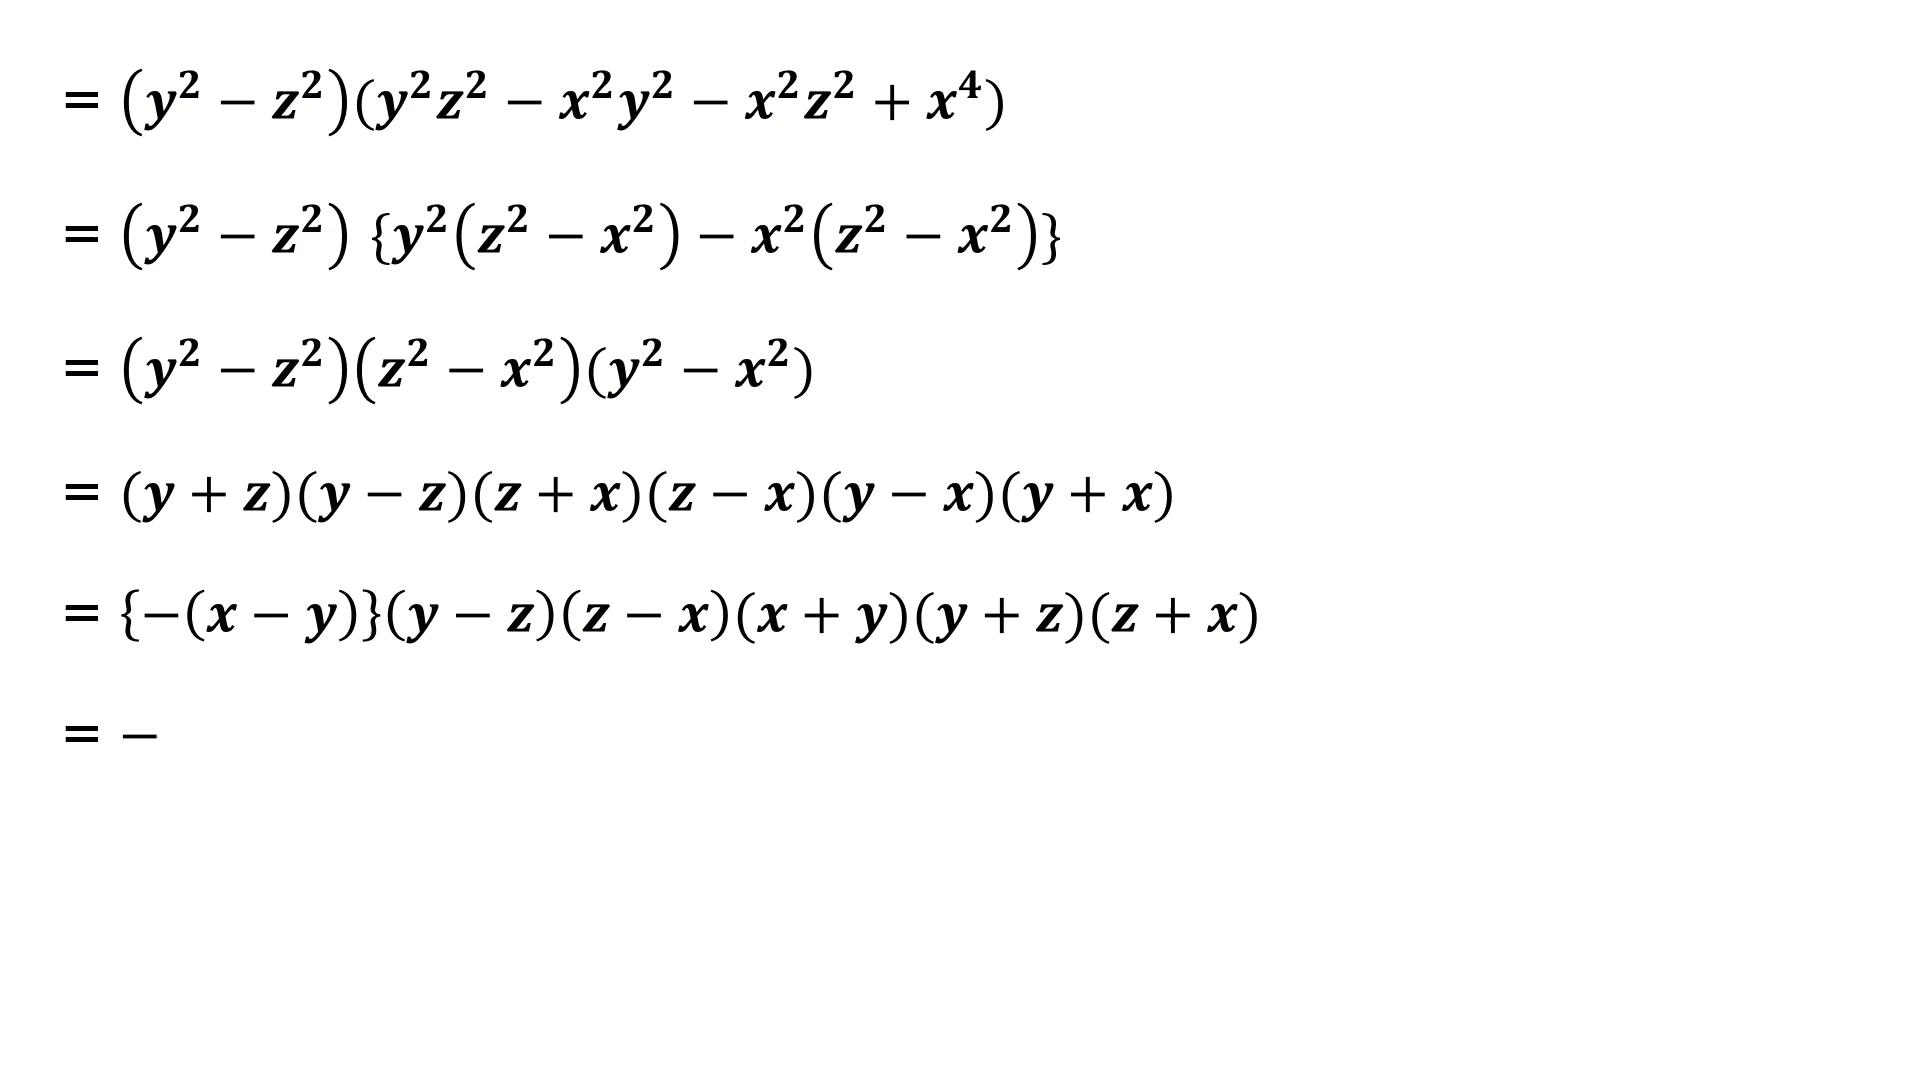 = (y² − z²)(y²z² − x²y² − x²z² + x⁴)
= (y² − z²) {y²(z² − x²) − x²(z² − x²)}
= (y² − z²)(z² − x²)(y² − x²)
= (y + z)(y − z)(z + x)(z − x)(y − x)(y + x)
= {−(x − y)}(y − z)(z − x)(x + y)(y + z)(z + x)
= −